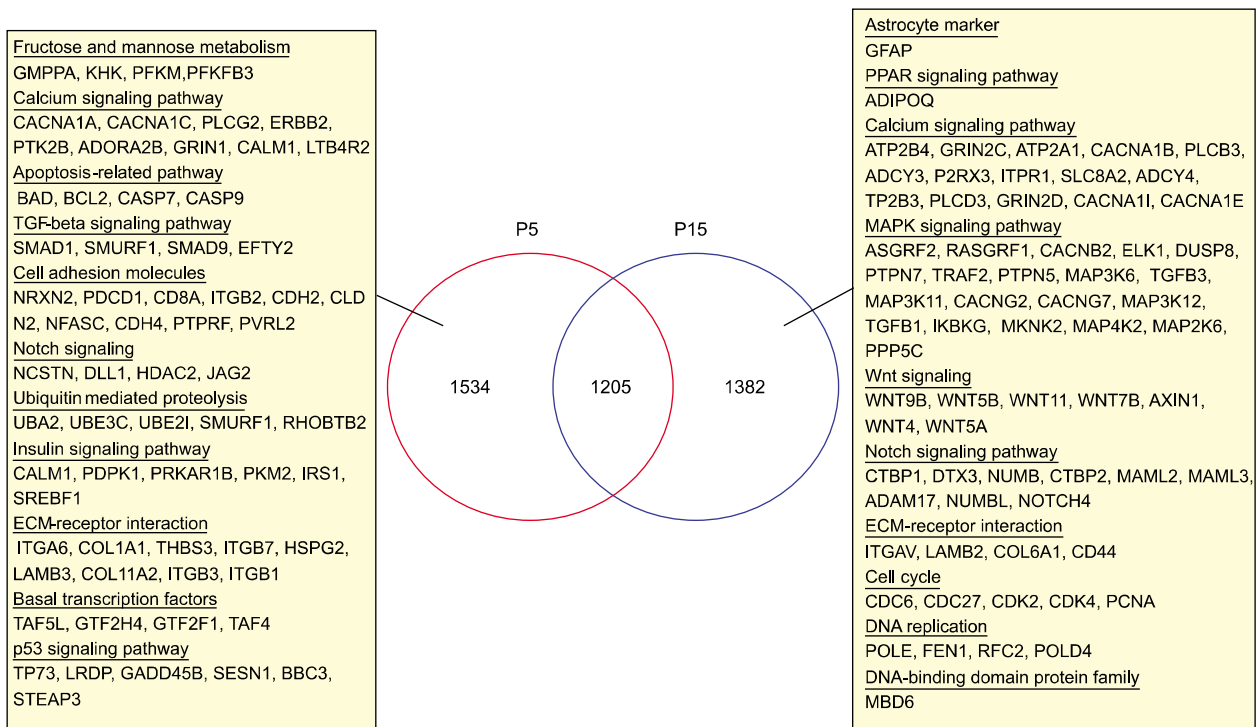 Fructose and mannose metabolism
GMPPA, KHK, PFKM,PFKFB3
Calcium signaling pathway
CACNA1A, CACNA1C, PLCG2, ERBB2,
PTK2B, ADORA2B, GRIN1, CALM1, LTB4R2
Apoptosis-related pathway
BAD, BCL2, CASP7, CASP9
TGF-beta signaling pathway
SMAD1, SMURF1, SMAD9, EFTY2
Cell adhesion molecules
NRXN2, PDCD1, CD8A, ITGB2, CDH2, CLD
N2, NFASC, CDH4, PTPRF, PVRL2
Notch signaling
NCSTN, DLL1, HDAC2, JAG2
Ubiquitin mediated proteolysis
UBA2, UBE3C, UBE2I, SMURF1, RHOBTB2
Insulin signaling pathway
CALM1, PDPK1, PRKAR1B, PKM2, IRS1,
SREBF1
ECM-receptor interaction
ITGA6, COL1A1, THBS3, ITGB7, HSPG2,
LAMB3, COL11A2, ITGB3, ITGB1
Basal transcription factors
TAF5L, GTF2H4, GTF2F1, TAF4
p53 signaling pathway
TP73, LRDP, GADD45B, SESN1, BBC3,
STEAP3
P5
P15
1534
1205
1382
Astrocyte marker
GFAP
PPAR signaling pathway
ADIPOQ
Calcium signaling pathway
ATP2B4, GRIN2C, ATP2A1, CACNA1B, PLCB3,
ADCY3, P2RX3, ITPR1, SLC8A2, ADCY4,
TP2B3, PLCD3, GRIN2D, CACNA1I, CACNA1E
MAPK signaling pathway
ASGRF2, RASGRF1, CACNB2, ELK1, DUSP8,
PTPN7, TRAF2, PTPN5, MAP3K6, TGFB3,
MAP3K11, CACNG2, CACNG7, MAP3K12,
TGFB1, IKBKG, MKNK2, MAP4K2, MAP2K6,
PPP5C
Wnt signaling
WNT9B, WNT5B, WNT11, WNT7B, AXIN1,
WNT4, WNT5A
Notch signaling pathway
CTBP1, DTX3, NUMB, CTBP2, MAML2, MAML3,
ADAM17, NUMBL, NOTCH4
ECM-receptor interaction
ITGAV, LAMB2, COL6A1, CD44
Cell cycle
CDC6, CDC27, CDK2, CDK4, PCNA
DNA replication
POLE, FEN1, RFC2, POLD4
DNA-binding domain protein family
MBD6